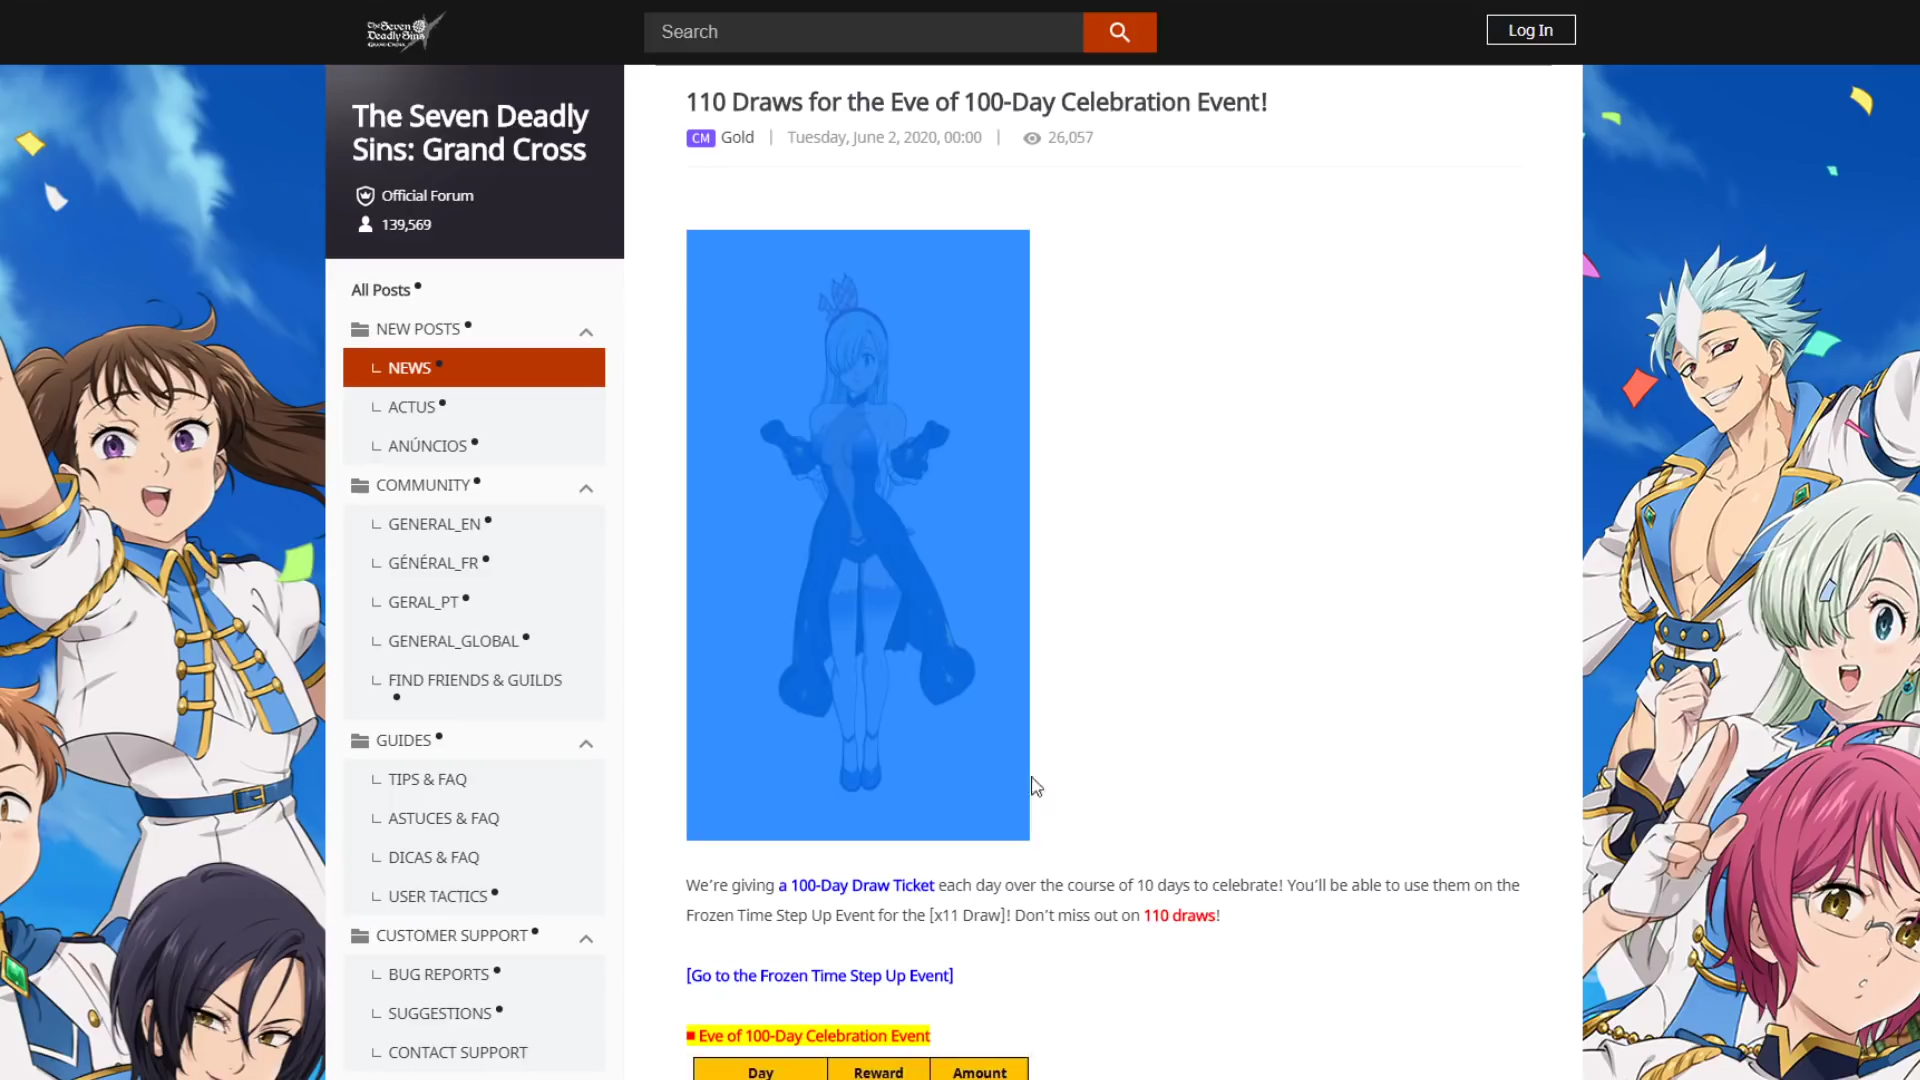 The Seven
Deadly Sins
GRAND CROSS
Search
Log In
The Seven Deadly
Sins: Grand Cross
Official Forum
139,569
All Posts
NEW POSTS
NEWS
ACTUS
ANÚNCIOS
COMMUNITY
GENERAL_EN
GÉNÉRAL_FR
GERAL_PT
GENERAL_GLOBAL
FIND FRIENDS & GUILDS
GUIDES
TIPS & FAQ
ASTUCES & FAQ
DICAS & FAQ
USER TACTICS
CUSTOMER SUPPORT
BUG REPORTS
SUGGESTIONS
CONTACT SUPPORT
110 Draws for the Eve of 100-Day Celebration Event!
CM Gold | Tuesday, June 2, 2020, 00:00 | 26,057
We're giving a 100-Day Draw Ticket each day over the course of 10 days to celebrate! You'll be able to use them on the
Frozen Time Step Up Event for the [x11 Draw]! Don't miss out on 110 draws!
[Go to the Frozen Time Step Up Event]
■ Eve of 100-Day Celebration Event
Day Reward Amount